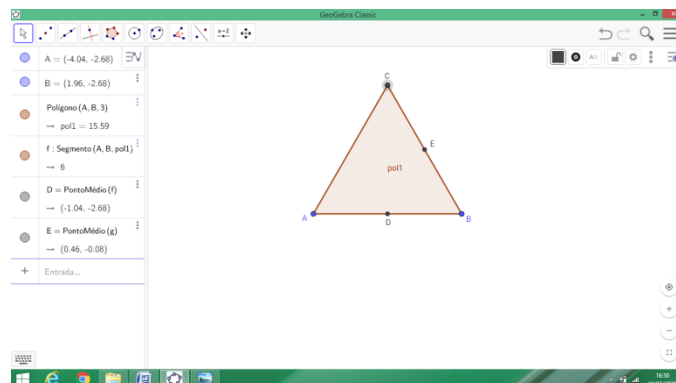 GeoGebra Classic
A = (-4.04, -2.68)
B = (1.96, -2.68)
Polígono (A, B, 3)
→ pol1 = 15.59
f : Segmento (A, B, pol1)
→ 6
D = PontoMédio (f)
→ (-1.04, -2.68)
E = PontoMédio (g)
→ (0.46, -0.08)
+ Entrada...
C
E
pol1
A
D
B
AA
16:50